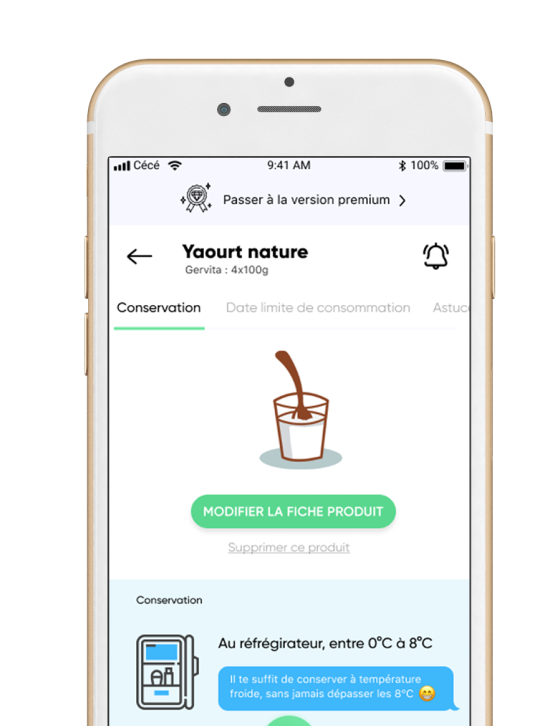 Cécé 9:41 AM 100%
Passer à la version premium
Yaourt nature
Gervita : 4x100g
Conservation Date limite de consommation Astuc
MODIFIER LA FICHE PRODUIT
Supprimer ce produit
Conservation
Au réfrégirateur, entre 0°C à 8°C
Il te suffit de conserver à température
froide, sans jamais dépasser les 8°C 😁